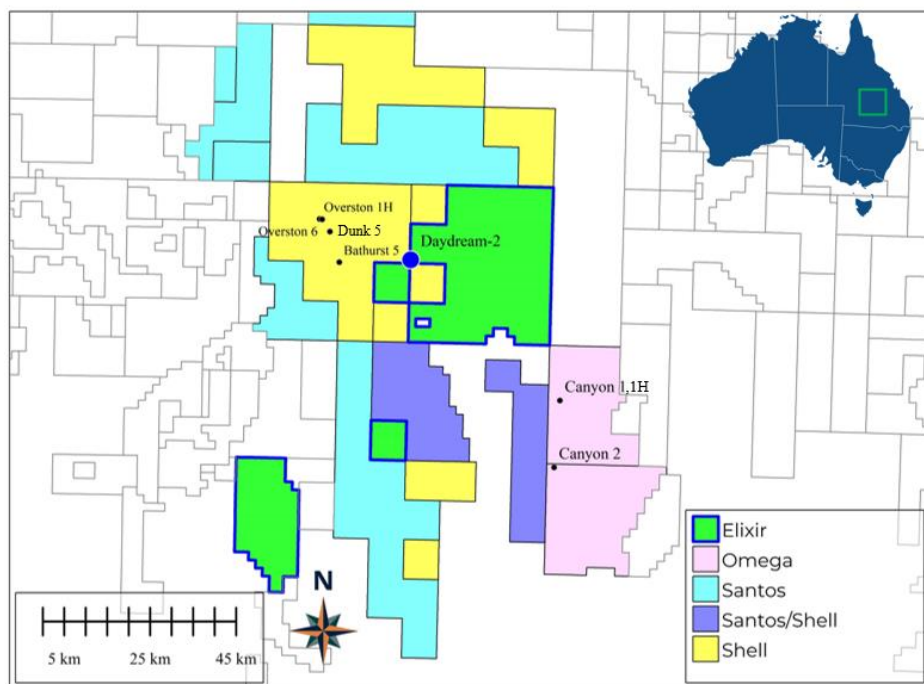 Overston 1H
Overston 6
Dunk 5
Bathurst 5
Daydream-2
Canyon 1,1H
Canyon 2
N
5 km 25 km 45 km
Elixir
Omega
Santos
Santos/Shell
Shell